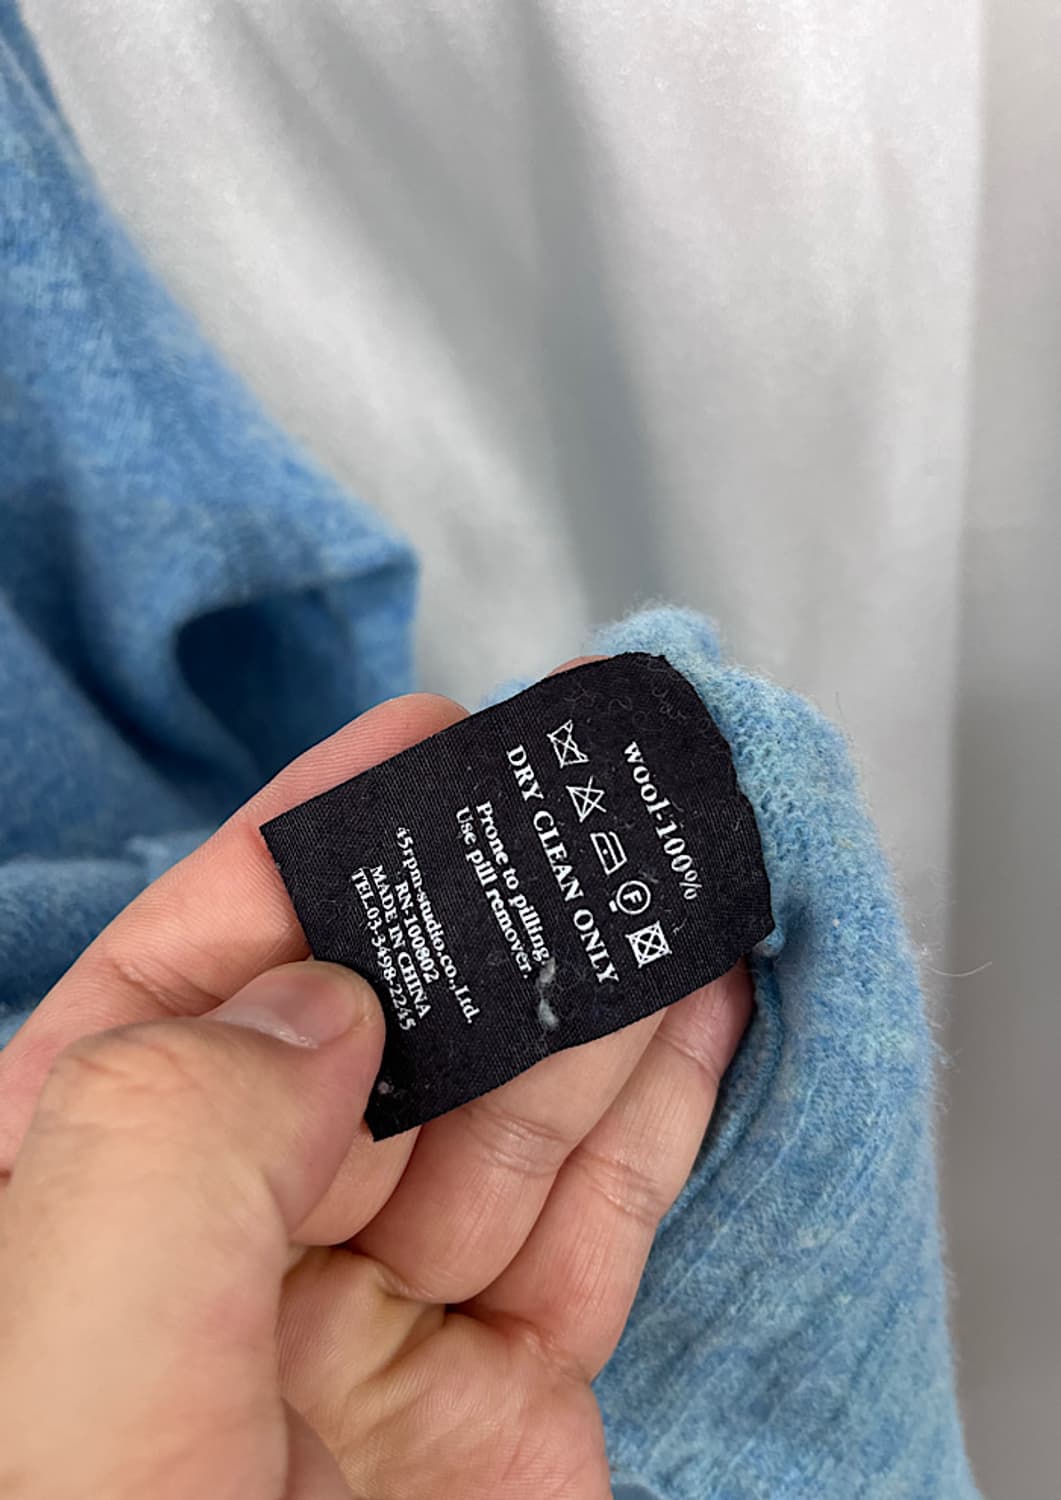 wool-100%
F
DRY CLEAN ONLY
Prone to pilling
Use pill remover.
45rpm-studio.co.,Ltd.
RN: 100802
MADE IN CHINA
TEL.03-3498-2245